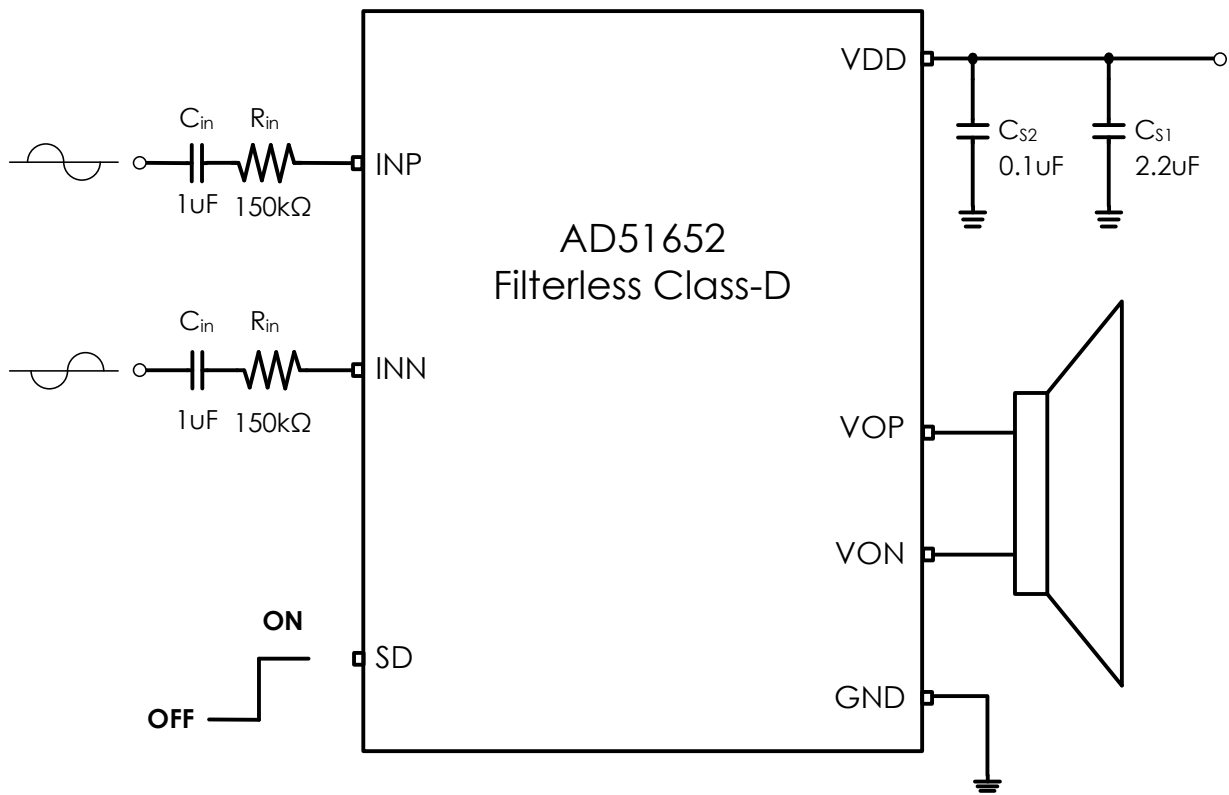 VDD
Cin Rin
CS2
CS1
0.1uF
2.2uF
INP
1uF 150kΩ
AD51652
Filterless Class-D
Cin Rin
INN
1uF 150kΩ
VOP
VON
ON
SD
GND
OFF